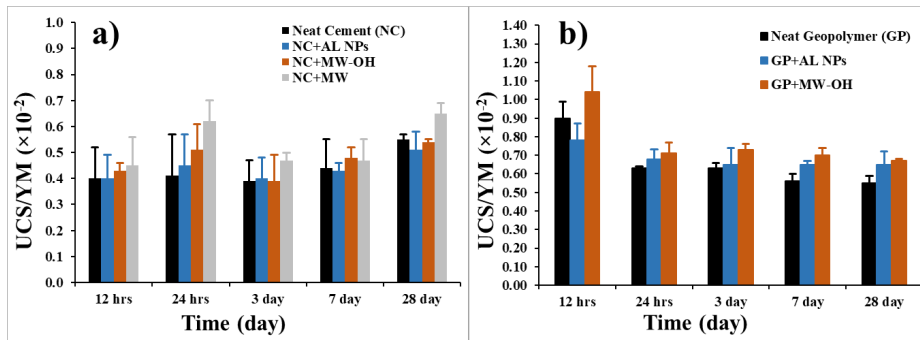 a)
Neat Cement (NC)
NC+AL NPs
NC+MW-OH
NC+MW
UCS/YM (×10-2)
1.0
0.9
0.8
0.7
0.6
0.5
0.4
0.3
0.2
0.1
0.0
12 hrs 24 hrs 3 day 7 day 28 day
Time (day)
b)
Neat Geopolymer (GP)
GP+AL NPs
GP+MW-OH
UCS/YM (×10-2)
1.40
1.30
1.20
1.10
1.00
0.90
0.80
0.70
0.60
0.50
0.40
0.30
0.20
0.10
0.00
12 hrs 24 hrs 3 day 7 day 28 day
Time (day)